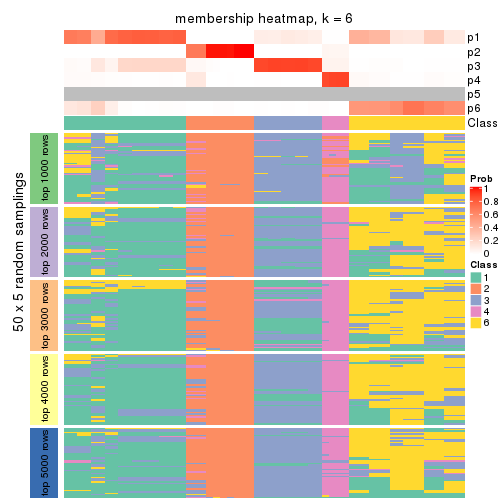 membership heatmap, k = 6
p1
p2
p3
p4
p5
p6
Class
50 x 5 random samplings
top 1000 rows
top 2000 rows
top 3000 rows
top 4000 rows
top 5000 rows
Prob
1
0.8
0.6
0.4
0.2
0
Class
1
2
3
4
6